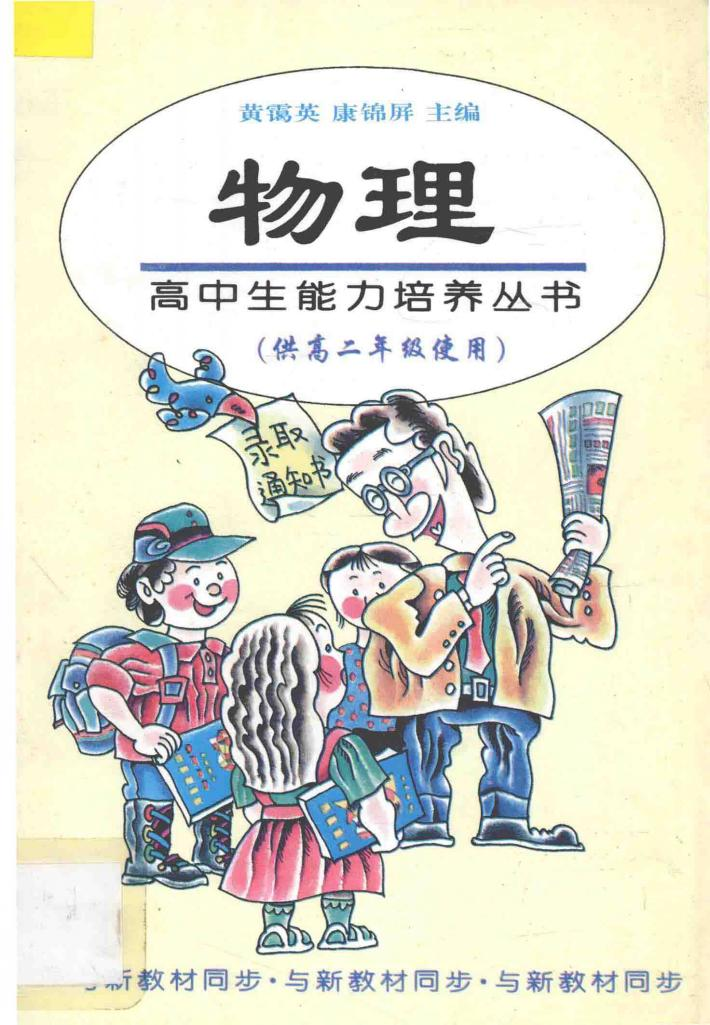 黄霭英 康锦屏 主编
物理
高中生能力培养丛书
(供高二年级使用)
录取
通知书
与新教材同步·与新教材同步·与新教材同步